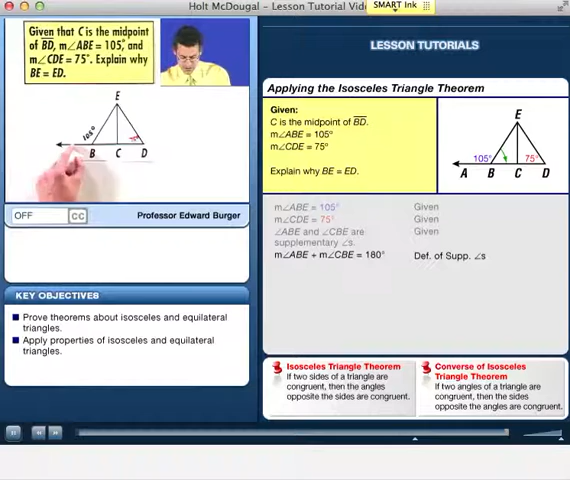 Holt McDougal - Lesson Tutorial Vid
SMART Ink
Given that C is the midpoint
of BD, m∠ABE = 105°, and
m∠CDE = 75°. Explain why
BE = ED.
E
105°
75°
B C D
OFF CC Professor Edward Burger
KEY OBJECTIVES
Prove theorems about isosceles and equilateral
triangles.
Apply properties of isosceles and equilateral
triangles.
LESSON TUTORIALS
Applying the Isosceles Triangle Theorem
Given:
C is the midpoint of BD.
m∠ABE = 105°
m∠CDE = 75°
Explain why BE = ED.
E
105° 75°
A B C D
m∠ABE = 105° Given
m∠CDE = 75° Given
∠ABE and ∠CBE are Given
supplementary ∠s.
m∠ABE + m∠CBE = 180° Def. of Supp. ∠s
Isosceles Triangle Theorem
If two sides of a triangle are
congruent, then the angles
opposite the sides are congruent.
Converse of Isosceles
Triangle Theorem
If two angles of a triangle are
congruent, then the sides
opposite the angles are congruent.